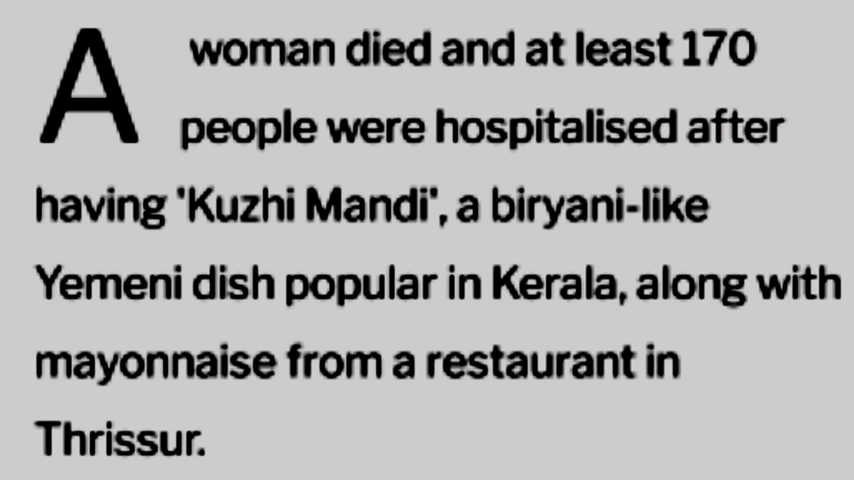 A woman died and at least 170
people were hospitalised after
having 'Kuzhi Mandi', a biryani-like
Yemeni dish popular in Kerala, along with
mayonnaise from a restaurant in
Thrissur.